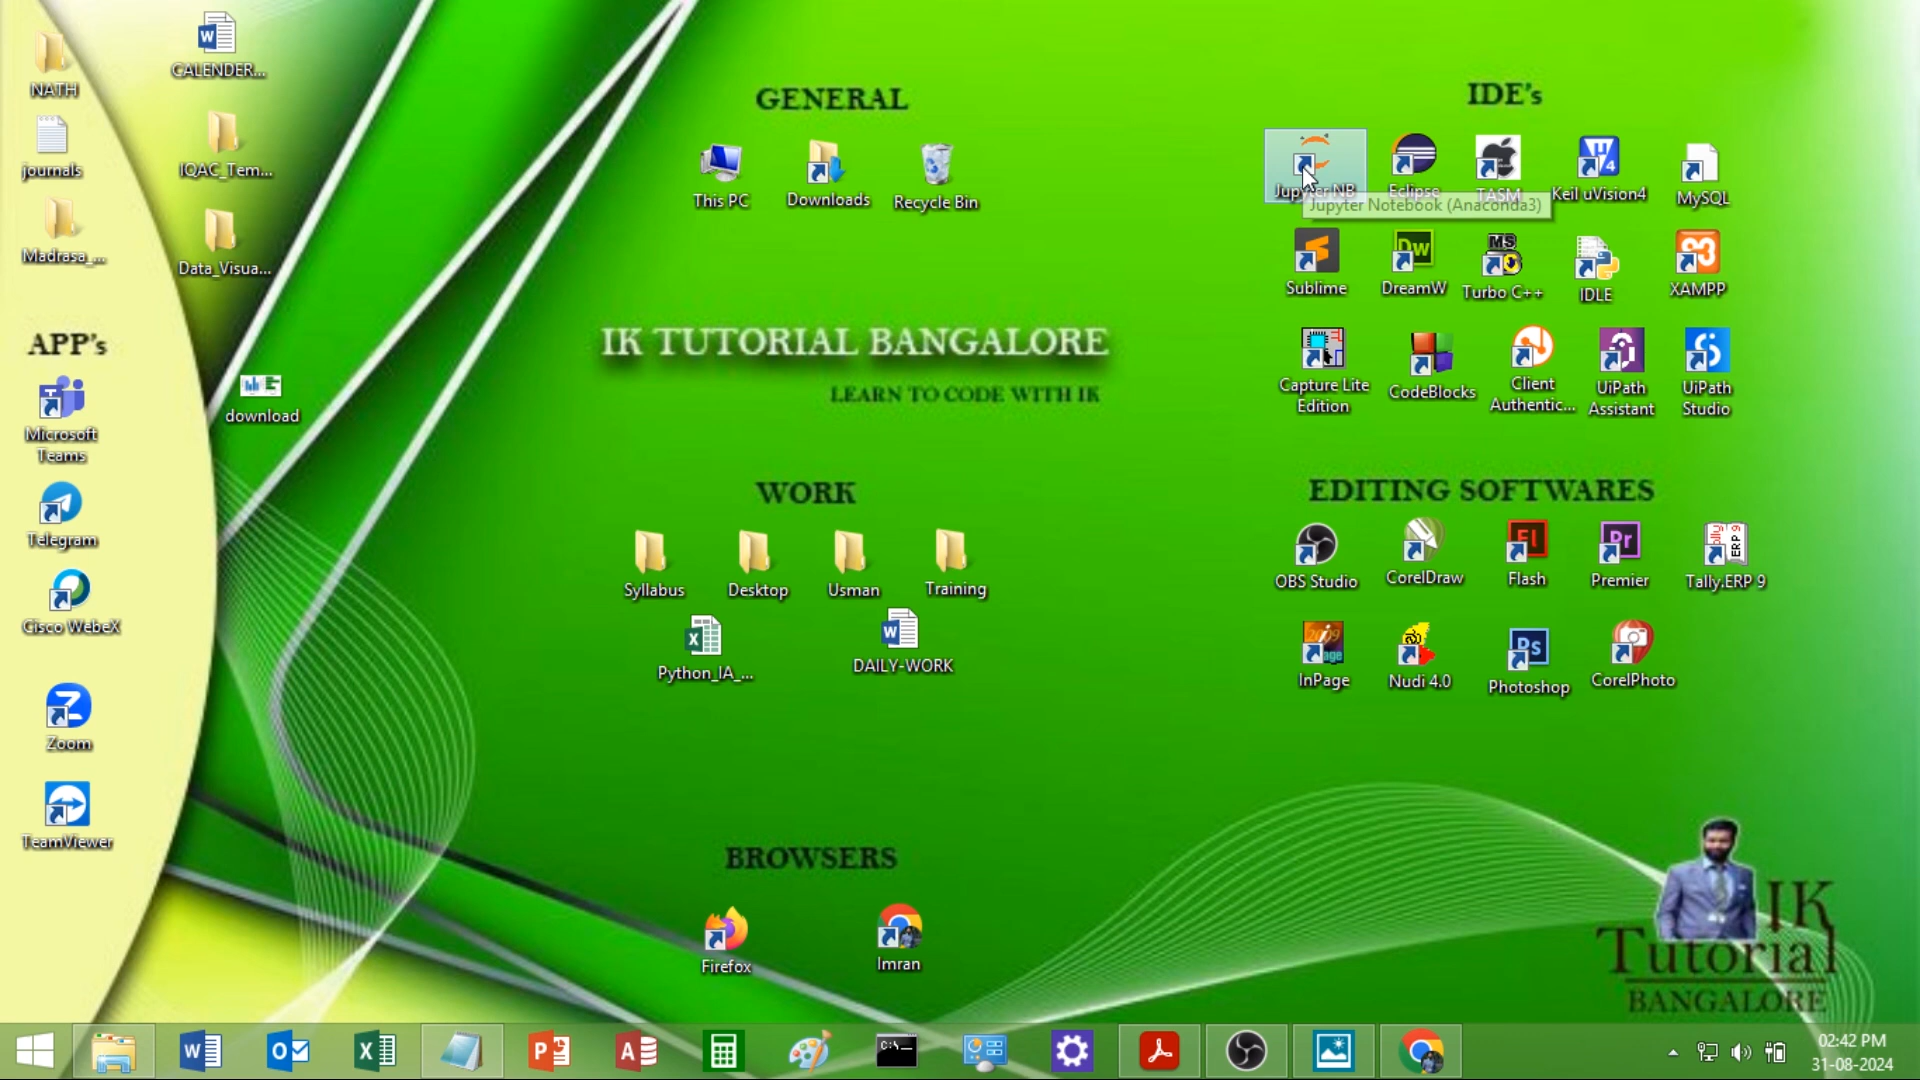 NATH
CALENDER...
journals
IQAC_Tem...
Madrasa_...
Data_Visua...
APP's
Microsoft
Teams
download
Telegram
Cisco WebeX
Zoom
TeamViewer
GENERAL
This PC
Downloads
Recycle Bin
IK TUTORIAL BANGALORE
LEARN TO CODE WITH IK
WORK
Syllabus
Desktop
Usman
Training
Python_IA_...
DAILY-WORK
BROWSERS
Firefox
Imran
IDE's
Jupyter NB
Eclipse
TASM
Keil uVision4
MySQL
Jupyter Notebook (Anaconda3)
Sublime
DreamW
Turbo C++
IDLE
XAMPP
Capture Lite
Edition
CodeBlocks
Client
Authentic...
UiPath
Assistant
UiPath
Studio
EDITING SOFTWARES
OBS Studio
CorelDraw
Flash
Premier
Tally.ERP 9
InPage
Nudi 4.0
Photoshop
CorelPhoto
IK
Tutorial
BANGALORE
02:42 PM
31-08-2024